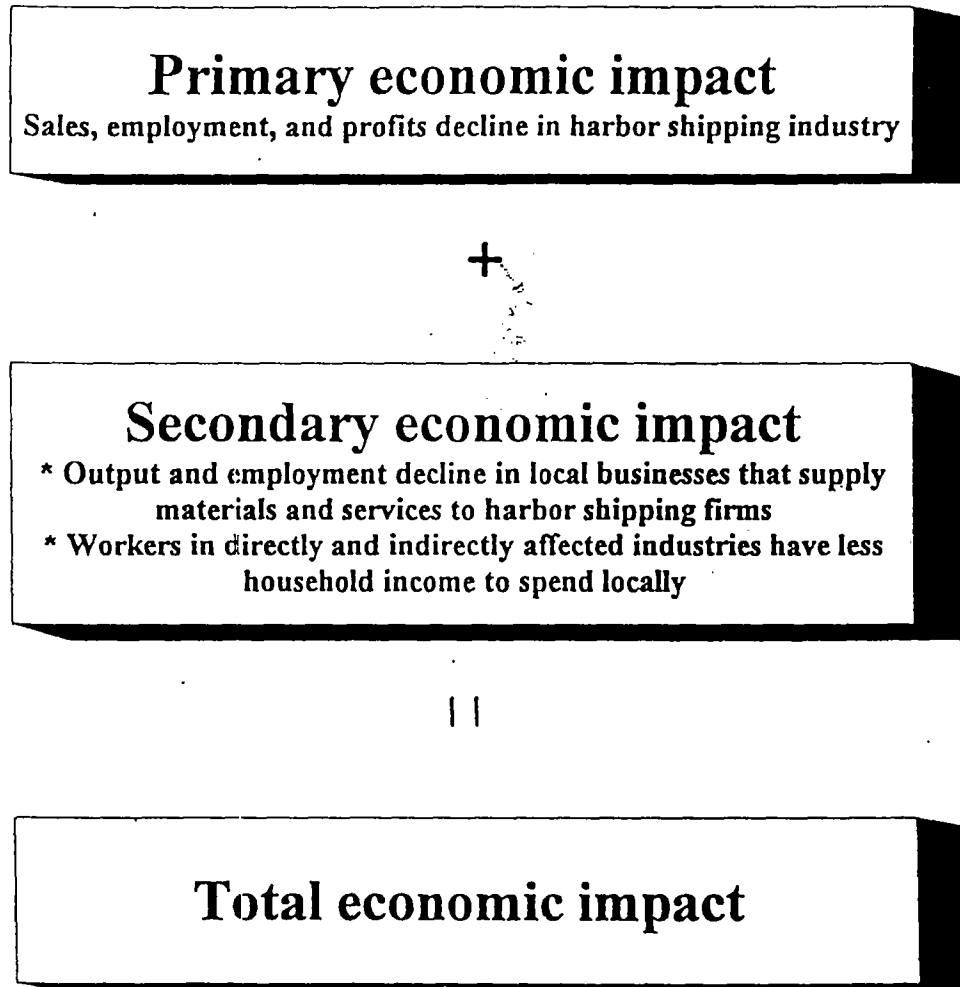 Primary economic impact
Sales, employment, and profits decline in harbor shipping industry
+
Secondary economic impact
* Output and employment decline in local businesses that supply
materials and services to harbor shipping firms
* Workers in directly and indirectly affected industries have less
household income to spend locally
||
Total economic impact